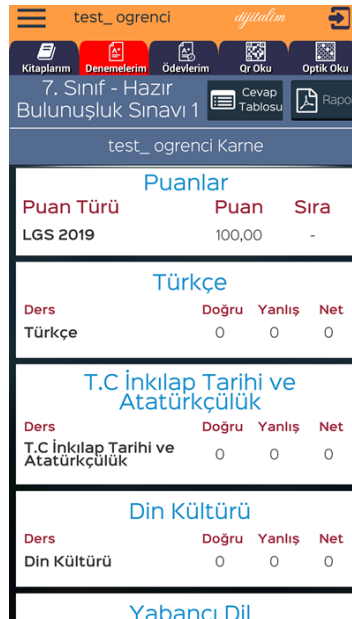 test_ ogrenci dijitalim
Kitaplarım Denemelerim Ödevlerim Qr Oku Optik Oku
7. Sınıf - Hazır
Bulunuşluk Sınavı 1
Cevap
Tablosu
Rapo
test_ ogrenci Karne
Puanlar
Puan Türü Puan Sıra
LGS 2019 100,00 -
Türkçe
Ders Doğru Yanlış Net
Türkçe 0 0 0
T.C İnkılap Tarihi ve
Atatürkçülük
Ders Doğru Yanlış Net
T.C İnkılap Tarihi ve
Atatürkçülük 0 0 0
Din Kültürü
Ders Doğru Yanlış Net
Din Kültürü 0 0 0
Yabancı Dil